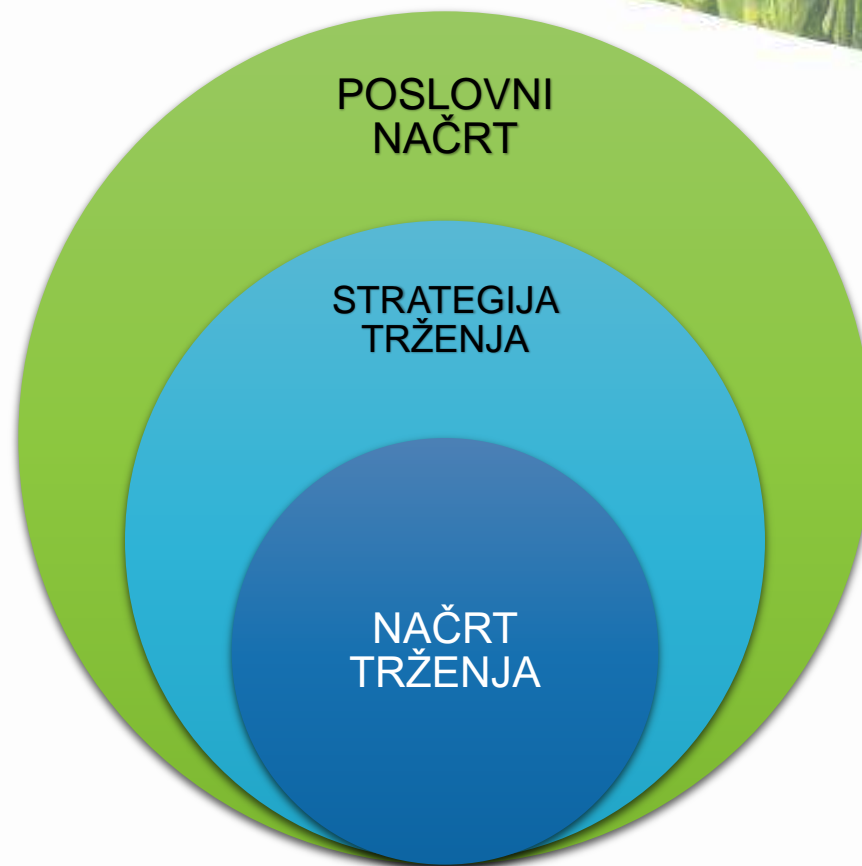 POSLOVNI
NAČRT
STRATEGIJA
TRŽENJA
NAČRT
TRŽENJA